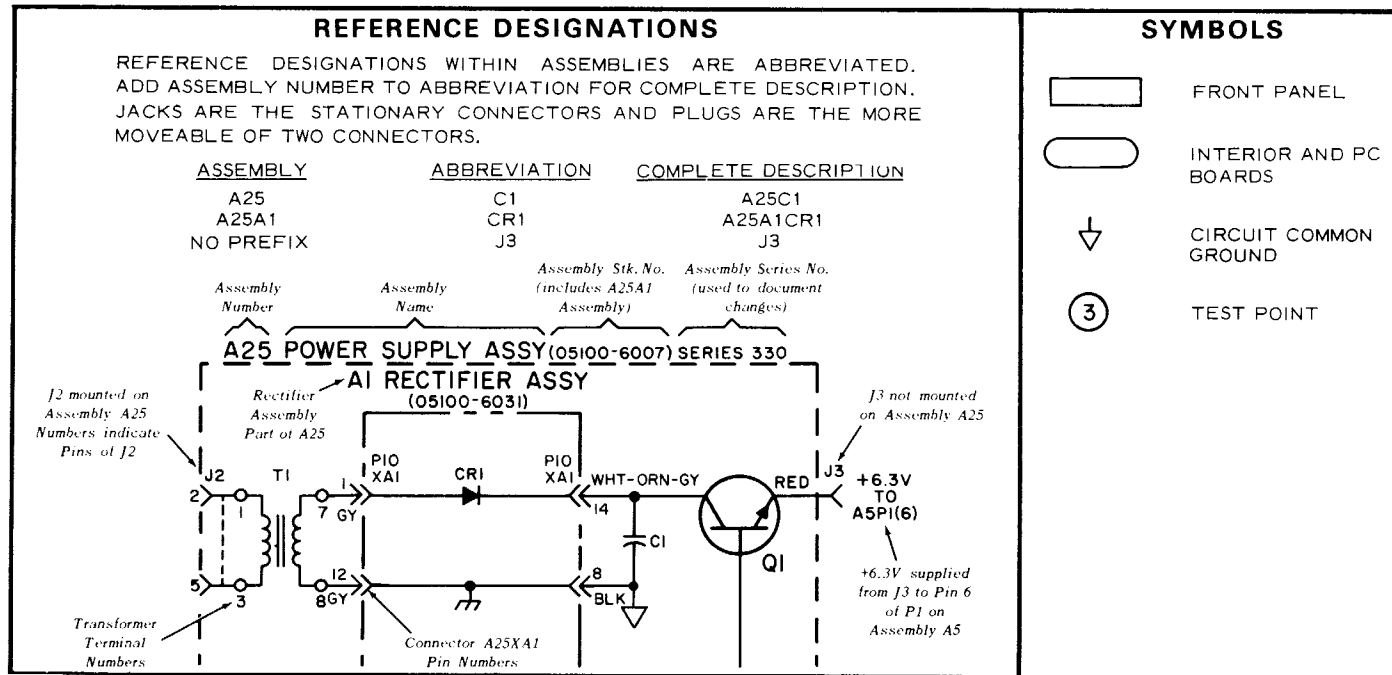 REFERENCE DESIGNATIONS
REFERENCE DESIGNATIONS WITHIN ASSEMBLIES ARE ABBREVIATED.
ADD ASSEMBLY NUMBER TO ABBREVIATION FOR COMPLETE DESCRIPTION.
JACKS ARE THE STATIONARY CONNECTORS AND PLUGS ARE THE MORE
MOVEABLE OF TWO CONNECTORS.
ASSEMBLY ABBREVIATION COMPLETE DESCRIPTION
A25 C1 A25C1
A25A1 CR1 A25A1CR1
NO PREFIX J3 J3
Assembly
Number
Assembly
Name
Assembly Stk. No.
(includes A25A1
Assembly)
Assembly Series No.
(used to document
changes)
A25 POWER SUPPLY ASSY (05100-6007) SERIES 330
A1 RECTIFIER ASSY
(05100-6031)
J2 mounted on
Assembly A25
Numbers indicate
Pins of J2
Rectifier
Assembly
Part of A25
J3 not mounted
on Assembly A25
J2
T1
2
1
5
3
7
8
1
GY
12
GY
P10
XA1
CR1
P10
XA1
14
8
WHT-ORN-GY
BLK
C1
Q1
RED
J3
+6.3V
TO
A5P1(6)
+6.3V supplied
from J3 to Pin 6
of P1 on
Assembly A5
Transformer
Terminal
Numbers
Connector A25XA1
Pin Numbers
SYMBOLS
FRONT PANEL
INTERIOR AND PC
BOARDS
CIRCUIT COMMON
GROUND
3
TEST POINT